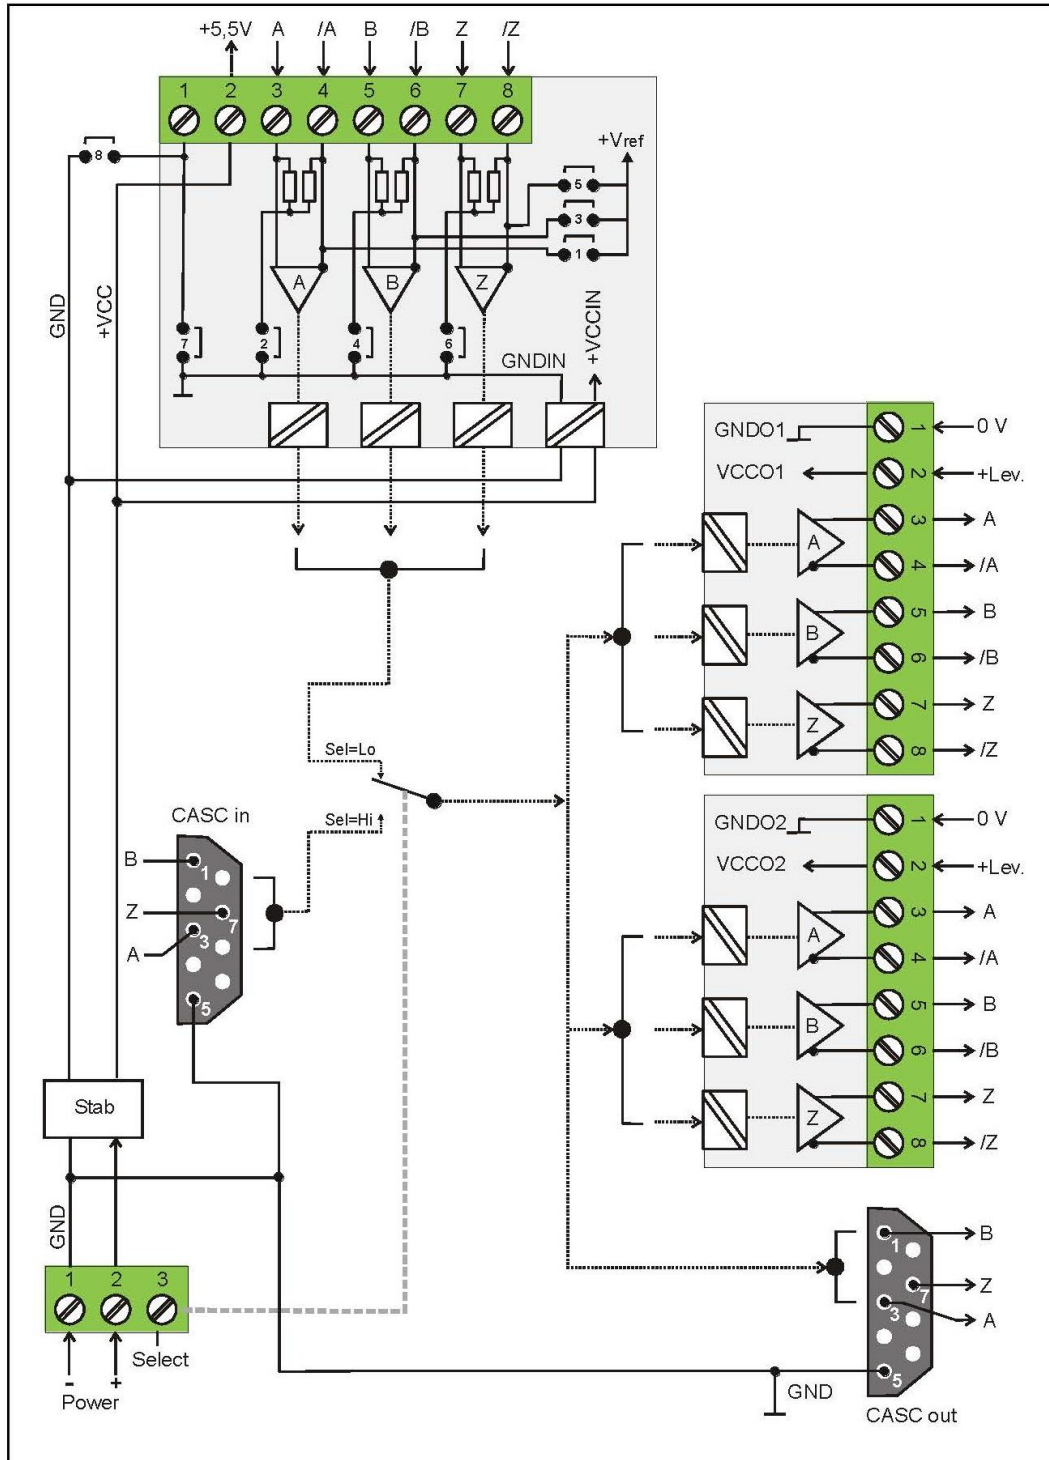 +5,5V A /A B /B Z /Z
1 2 3 4 5 6 7 8
+Vref
8
5
3
1
A B Z
GND
+VCC
7 2 4 6
GNDIN
+VCCIN
GNDO1 1 0 V
VCCO1 2 +Lev.
3 A
A
4 /A
5 B
B
6 /B
7 Z
Z
8 /Z
Sel=Lo
Sel=Hi
CASC in
B 1
Z 7
A 3
5
GNDO2 1 0 V
VCCO2 2 +Lev.
3 A
A
4 /A
5 B
B
6 /B
7 Z
Z
8 /Z
Stab
GND
1 2 3
Select
- +
Power
1 B
7 Z
3 A
5
GND
CASC out